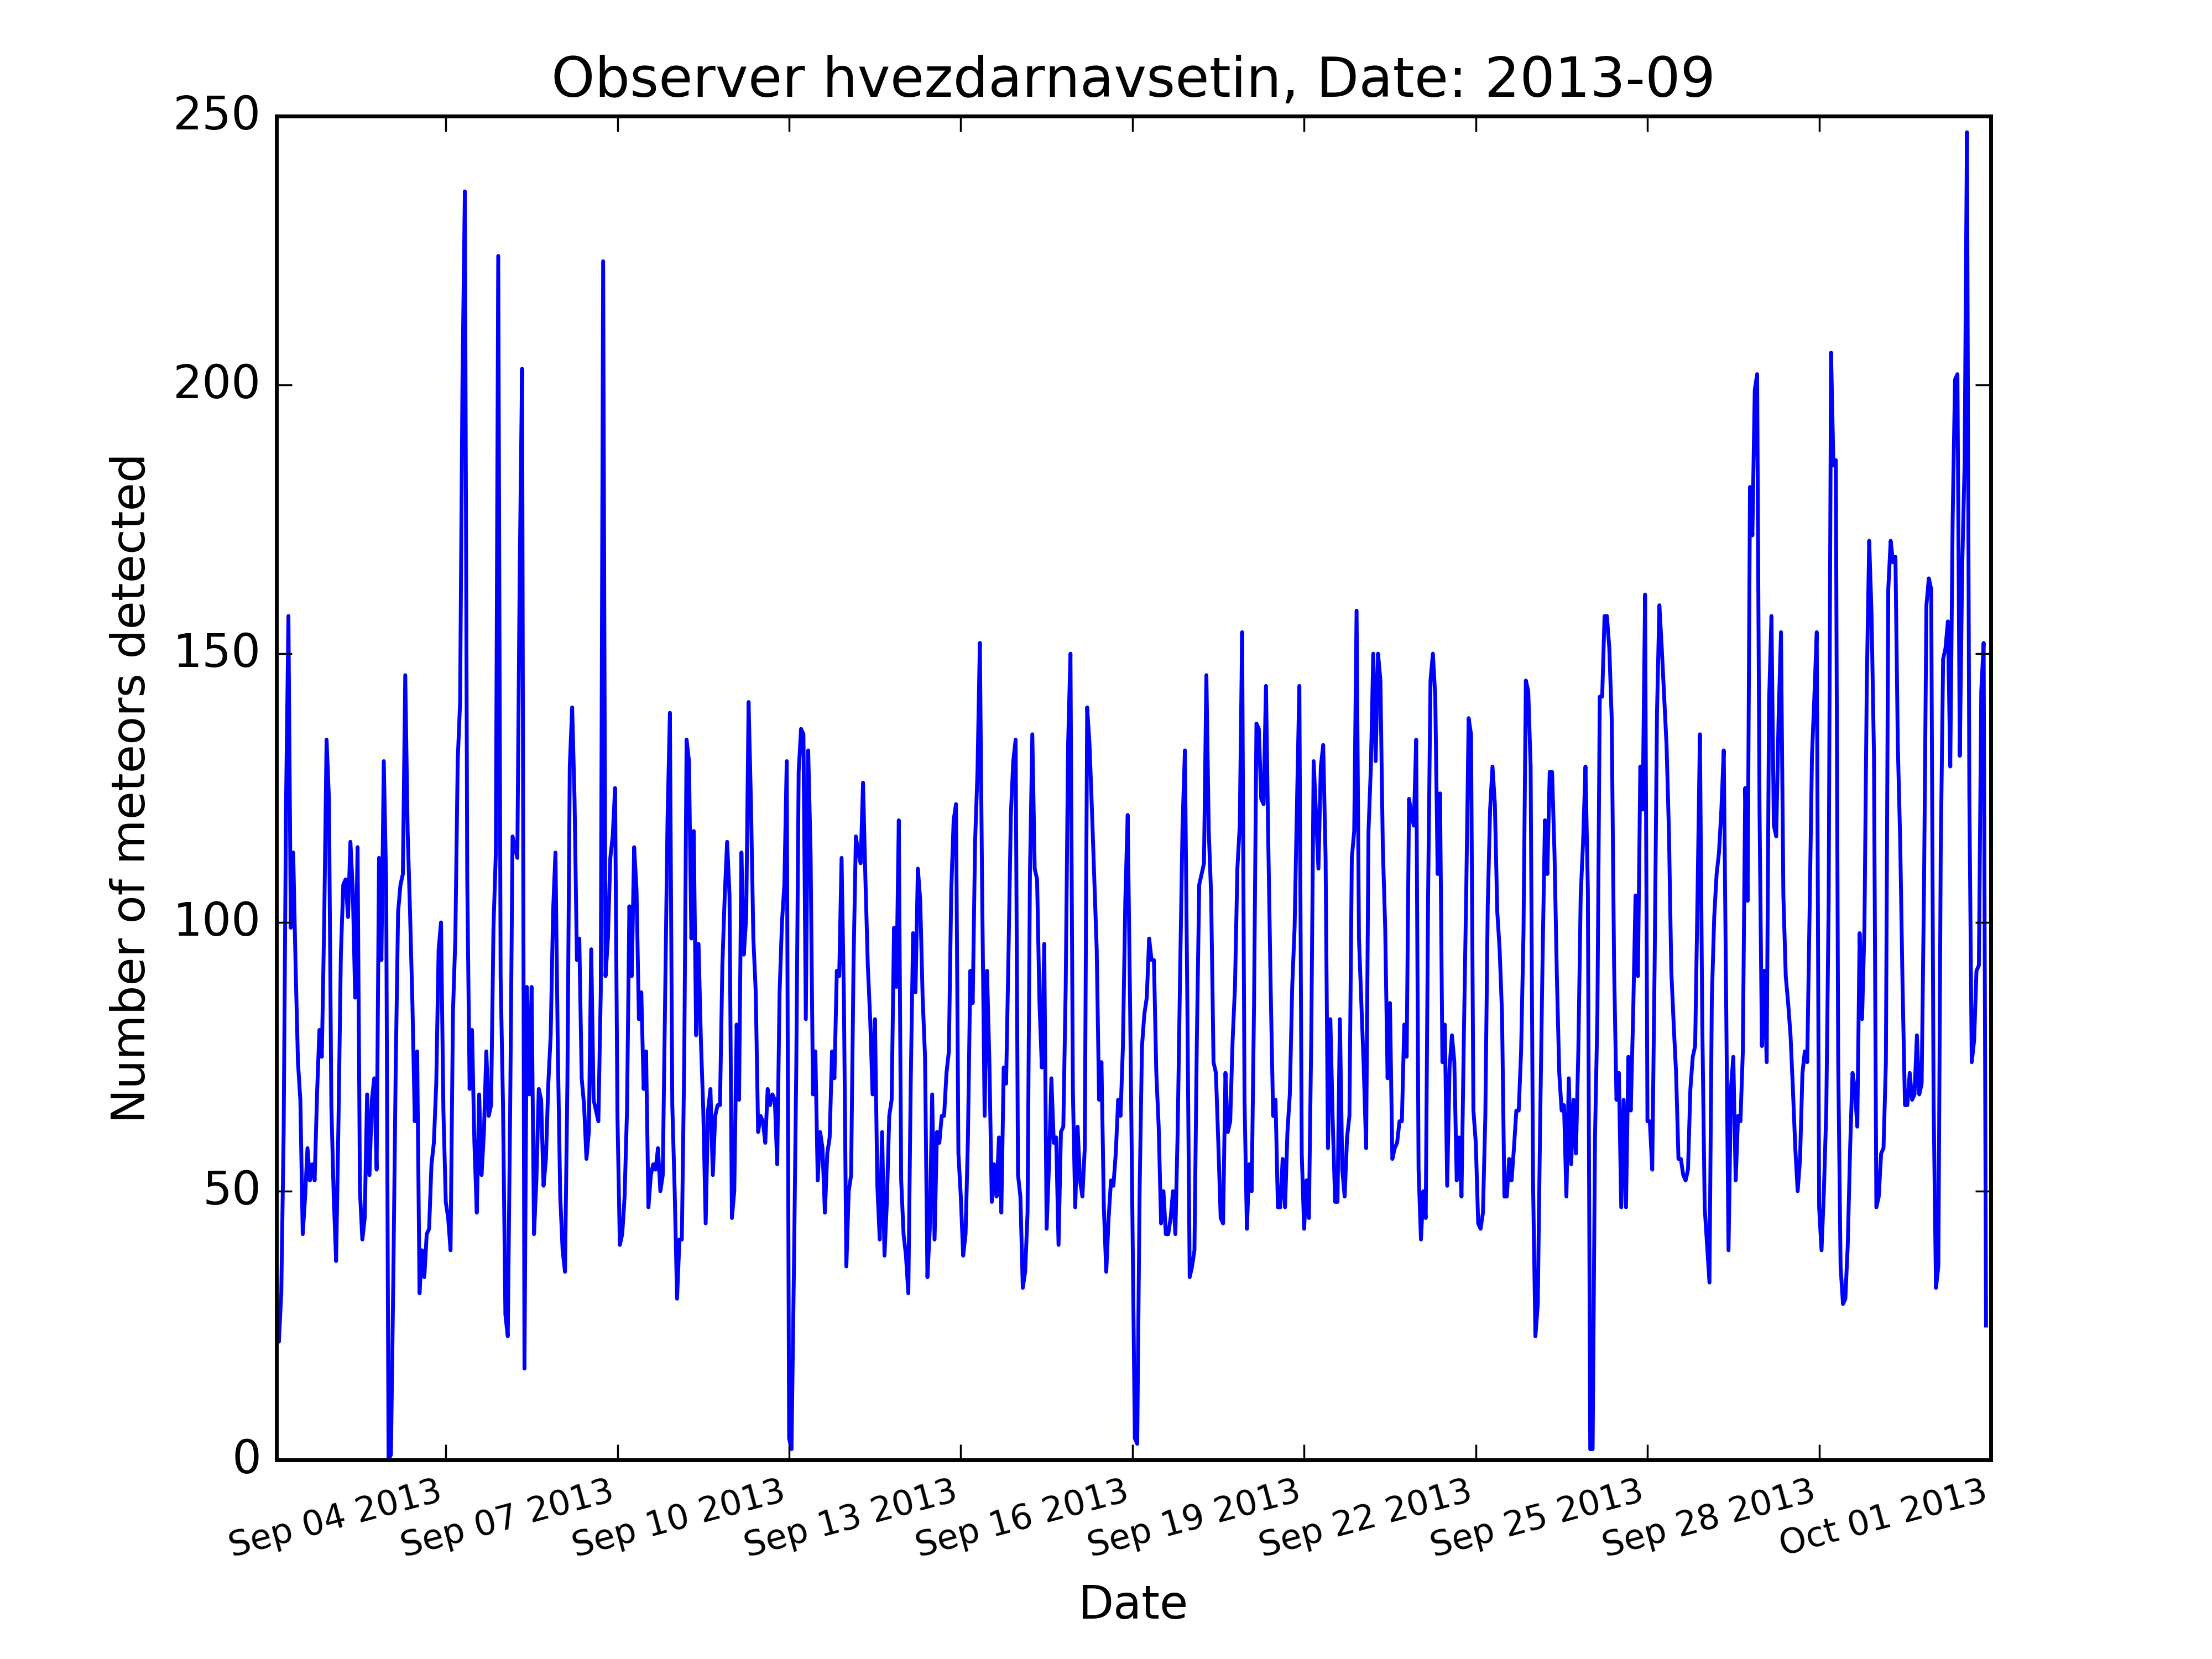 Observer hvezdarnavsetin, Date: 2013-09
Number of meteors detected
250
200
150
100
50
0
Sep 04 2013
Sep 07 2013
Sep 10 2013
Sep 13 2013
Sep 16 2013
Sep 19 2013
Sep 22 2013
Sep 25 2013
Sep 28 2013
Oct 01 2013
Date